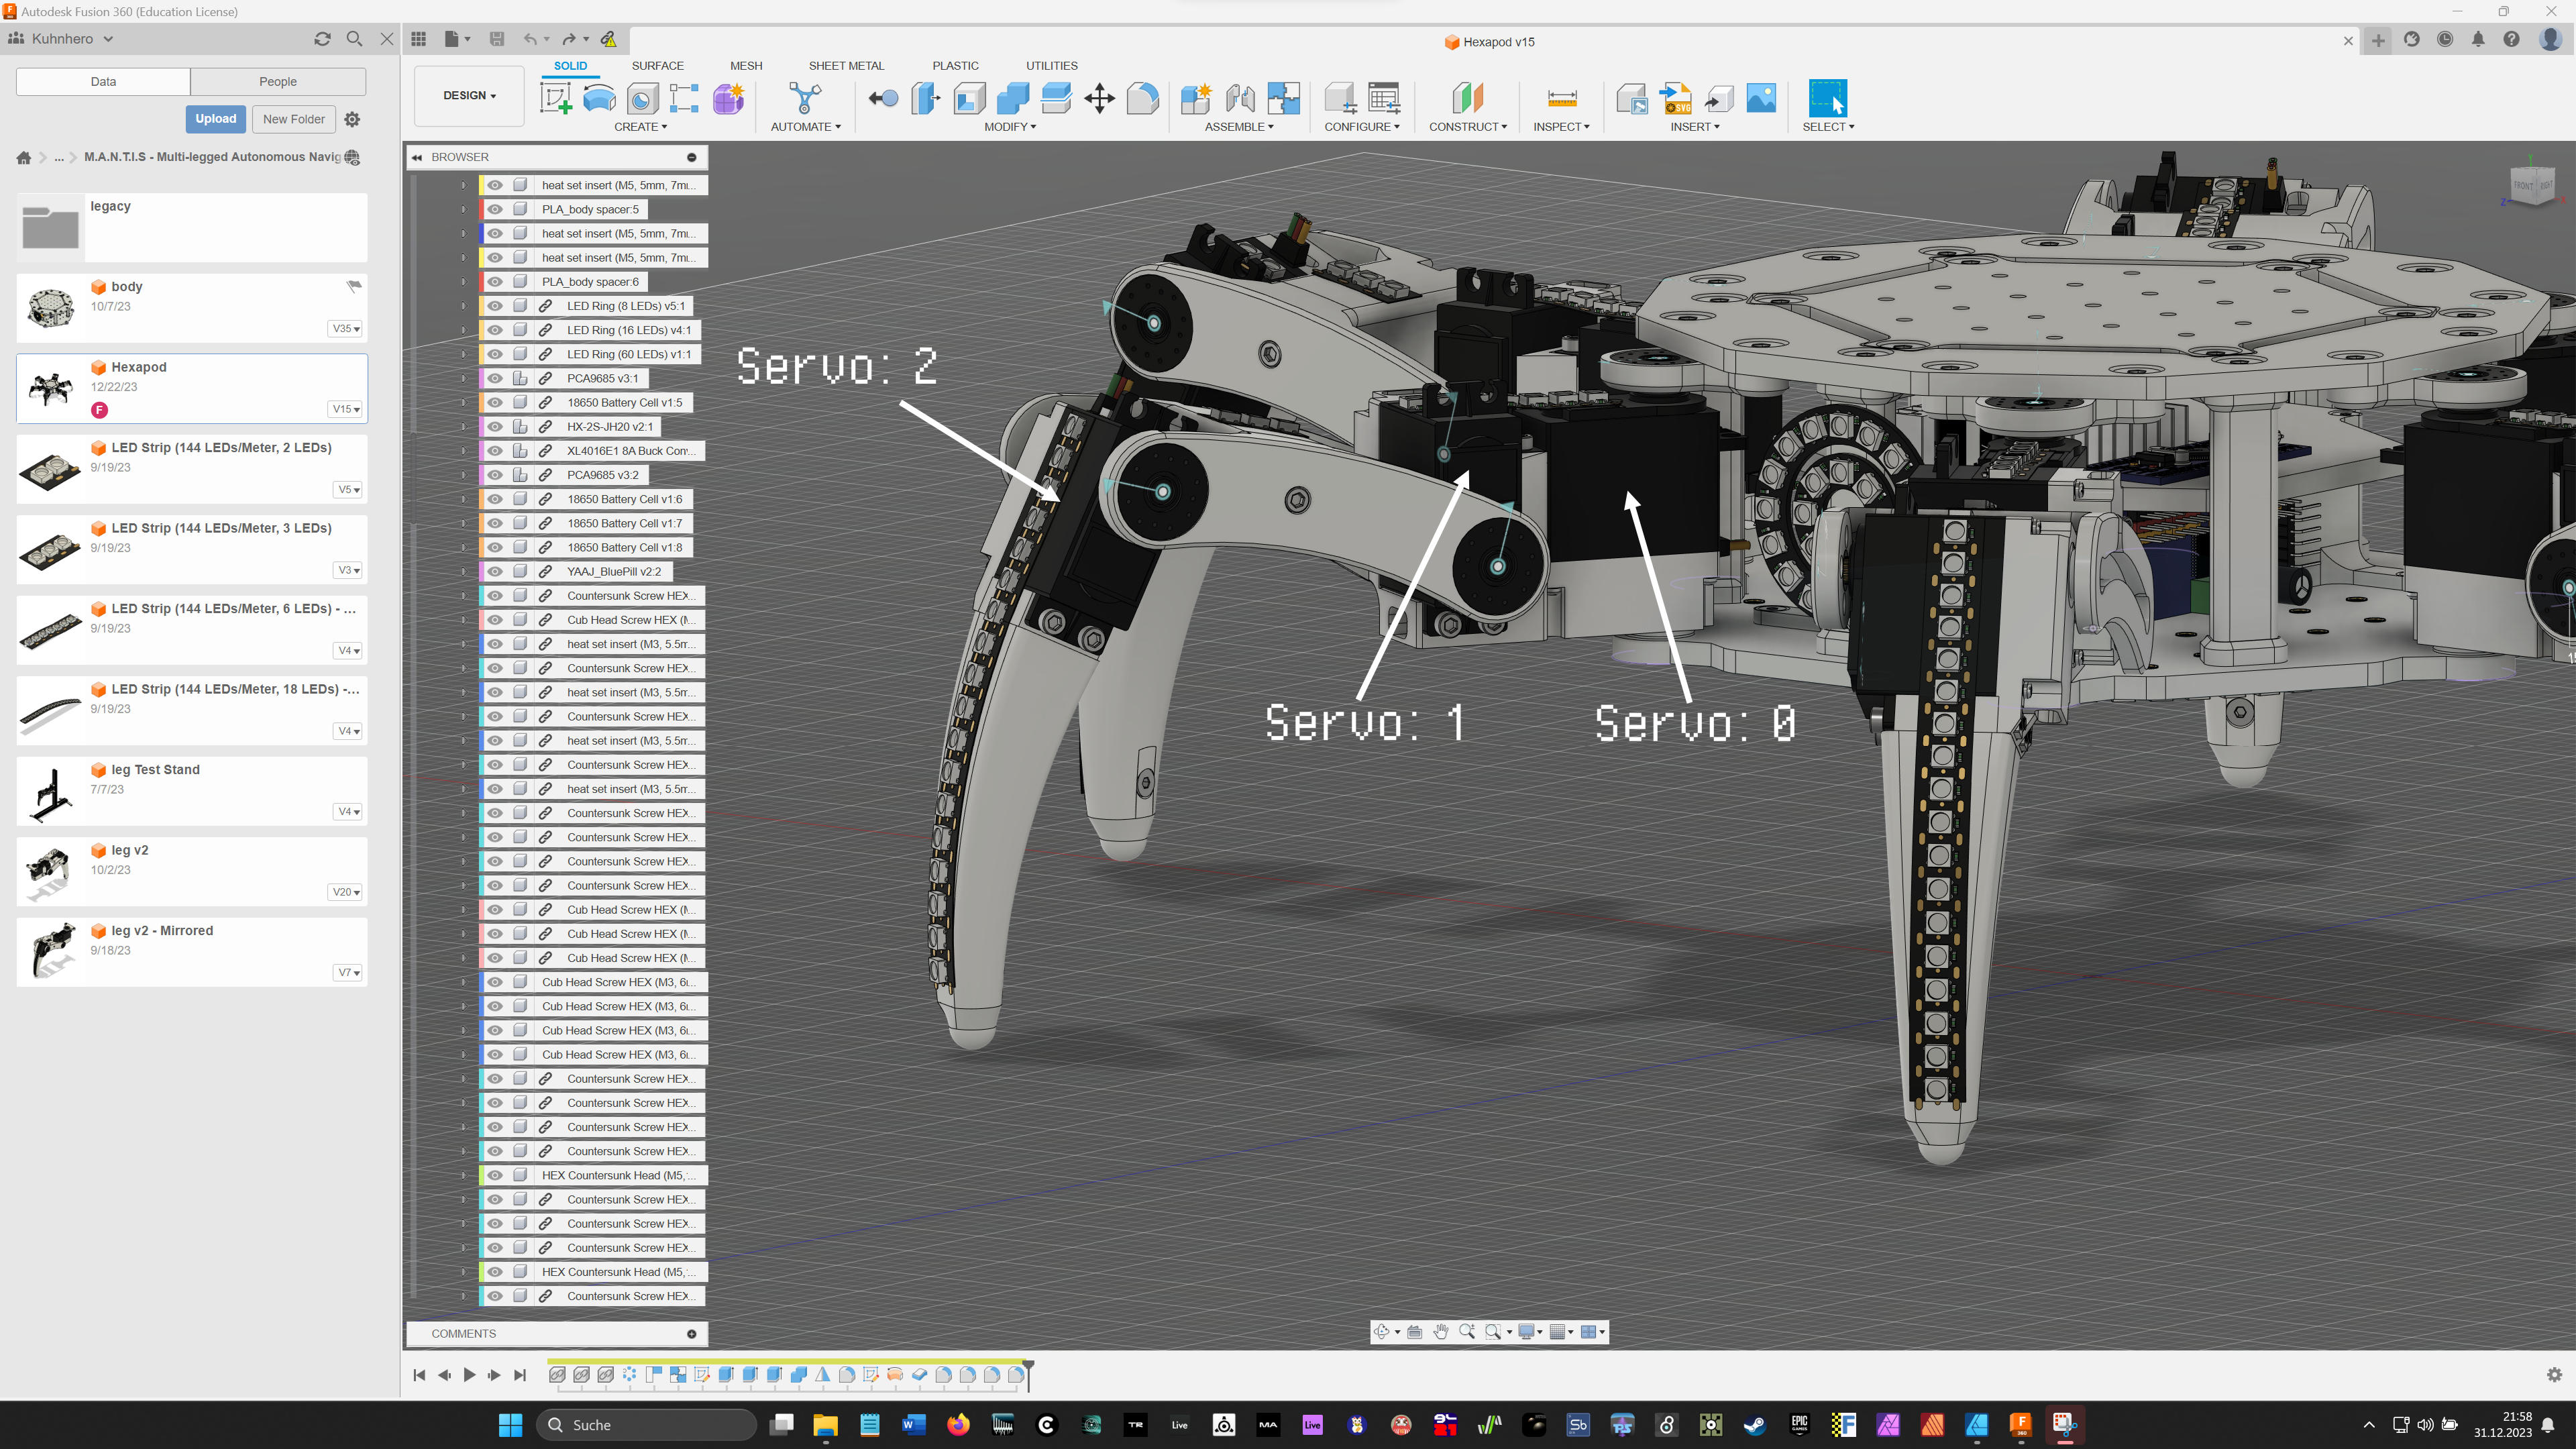 Autodesk Fusion 360 (Education License)
Kuhnhero
Hexapod v15
Data
People
Upload
New Folder
... M.A.N.T.I.S - Multi-legged Autonomous Navig
legacy
body
10/7/23
V35
Hexapod
12/22/23
F
V15
LED Strip (144 LEDs/Meter, 2 LEDs)
9/19/23
V5
LED Strip (144 LEDs/Meter, 3 LEDs)
9/19/23
V3
LED Strip (144 LEDs/Meter, 6 LEDs) - ...
9/19/23
V4
LED Strip (144 LEDs/Meter, 18 LEDs) -...
9/19/23
V4
leg Test Stand
7/7/23
V4
leg v2
10/2/23
V20
leg v2 - Mirrored
9/18/23
V7
DESIGN
SOLID
SURFACE
MESH
SHEET METAL
PLASTIC
UTILITIES
CREATE
AUTOMATE
MODIFY
ASSEMBLE
CONFIGURE
CONSTRUCT
INSPECT
INSERT
SELECT
BROWSER
heat set insert (M5, 5mm, 7m...
PLA_body spacer:5
heat set insert (M5, 5mm, 7m...
heat set insert (M5, 5mm, 7m...
PLA_body spacer:6
LED Ring (8 LEDs) v5:1
LED Ring (16 LEDs) v4:1
LED Ring (60 LEDs) v1:1
PCA9685 v3:1
18650 Battery Cell v1:5
HX-2S-JH20 v2:1
XL4016E1 8A Buck Con...
PCA9685 v3:2
18650 Battery Cell v1:6
18650 Battery Cell v1:7
18650 Battery Cell v1:8
YAAJ_BluePill v2:2
Countersunk Screw HEX...
Cub Head Screw HEX (...
heat set insert (M3, 5.5m...
Countersunk Screw HEX...
heat set insert (M3, 5.5m...
Countersunk Screw HEX...
heat set insert (M3, 5.5m...
Countersunk Screw HEX...
heat set insert (M3, 5.5m...
Countersunk Screw HEX...
Countersunk Screw HEX...
Countersunk Screw HEX...
Countersunk Screw HEX...
Cub Head Screw HEX (...
Cub Head Screw HEX (...
Cub Head Screw HEX (...
Cub Head Screw HEX (M3, 6...
Cub Head Screw HEX (M3, 6...
Cub Head Screw HEX (M3, 6...
Cub Head Screw HEX (M3, 6...
Countersunk Screw HEX...
Countersunk Screw HEX...
Countersunk Screw HEX...
Countersunk Screw HEX...
HEX Countersunk Head (M5,...
Countersunk Screw HEX...
Countersunk Screw HEX...
Countersunk Screw HEX...
HEX Countersunk Head (M5,...
Countersunk Screw HEX...
COMMENTS
Servo: 2
Servo: 1
Servo: 0
FRONT
RIGHT
Suche
21:58
31.12.2023